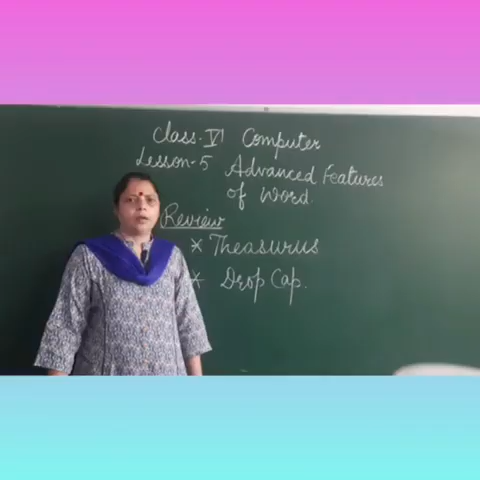 Class-VI Computer
Lesson-5 Advanced Features
of Word.
Review
* Theasurus
* Drop Cap.